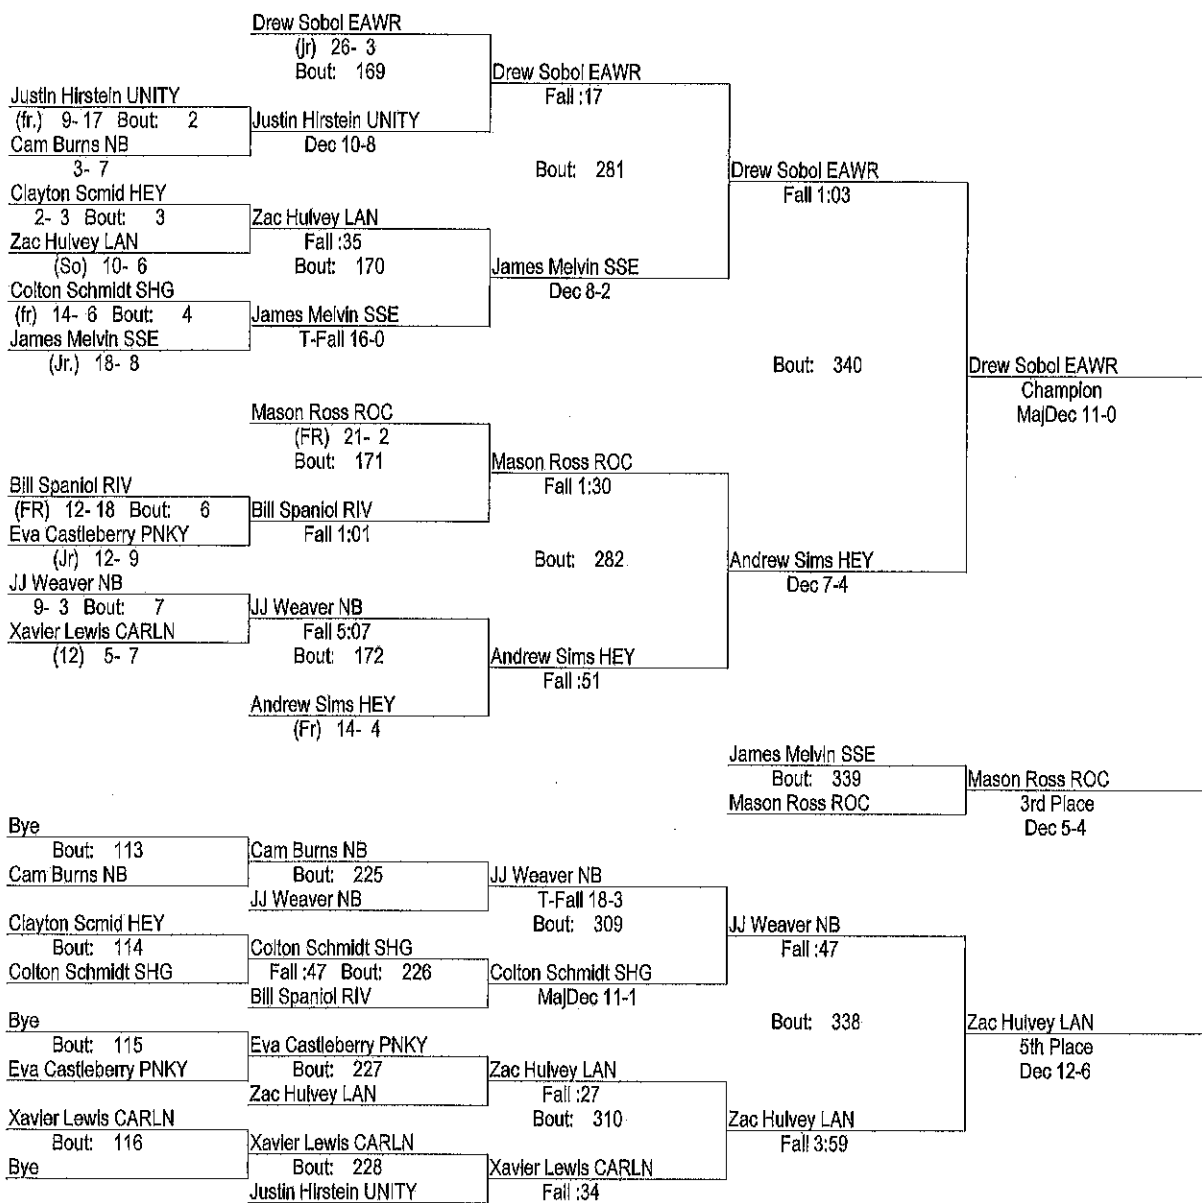 Drew Sobol EAWR
(jr) 26- 3
Bout: 169
Drew Sobol EAWR
Fall :17
Justin Hirstein UNITY
(fr.) 9- 17 Bout: 2
Justin Hirstein UNITY
Dec 10-8
Cam Burns NB
3- 7
Bout: 281
Drew Sobol EAWR
Fall 1:03
Clayton Scmid HEY
2- 3 Bout: 3
Zac Hulvey LAN
Fall :35
Zac Hulvey LAN
(So) 10- 6
Bout: 170
James Melvin SSE
Dec 8-2
Colton Schmidt SHG
(fr) 14- 6 Bout: 4
James Melvin SSE
T-Fall 16-0
James Melvin SSE
(Jr.) 18- 8
Bout: 340
Drew Sobol EAWR
Champion
MajDec 11-0
Mason Ross ROC
(FR) 21- 2
Bout: 171
Mason Ross ROC
Fall 1:30
Bill Spaniol RIV
(FR) 12- 18 Bout: 6
Bill Spaniol RIV
Fall 1:01
Eva Castleberry PNKY
(Jr) 12- 9
Bout: 282
Andrew Sims HEY
Dec 7-4
JJ Weaver NB
9- 3 Bout: 7
JJ Weaver NB
Fall 5:07
Xavier Lewis CARLN
(12) 5- 7
Bout: 172
Andrew Sims HEY
Fall :51
Andrew Sims HEY
(Fr) 14- 4
James Melvin SSE
Bout: 339
Mason Ross ROC
Mason Ross ROC
3rd Place
Dec 5-4
Bye
Bout: 113
Cam Burns NB
Cam Burns NB
Bout: 225
JJ Weaver NB
JJ Weaver NB
T-Fall 18-3
Bout: 309
JJ Weaver NB
Fall :47
Clayton Scmid HEY
Bout: 114
Colton Schmidt SHG
Colton Schmidt SHG
Fall :47 Bout: 226
Bill Spaniol RIV
Colton Schmidt SHG
MajDec 11-1
Bout: 338
Zac Hulvey LAN
5th Place
Dec 12-6
Bye
Bout: 115
Eva Castleberry PNKY
Eva Castleberry PNKY
Bout: 227
Zac Hulvey LAN
Zac Hulvey LAN
Fall :27
Bout: 310
Zac Hulvey LAN
Fall 3:59
Xavier Lewis CARLN
Bout: 116
Bye
Xavier Lewis CARLN
Bout: 228
Justin Hirstein UNITY
Xavier Lewis CARLN
Fall :34